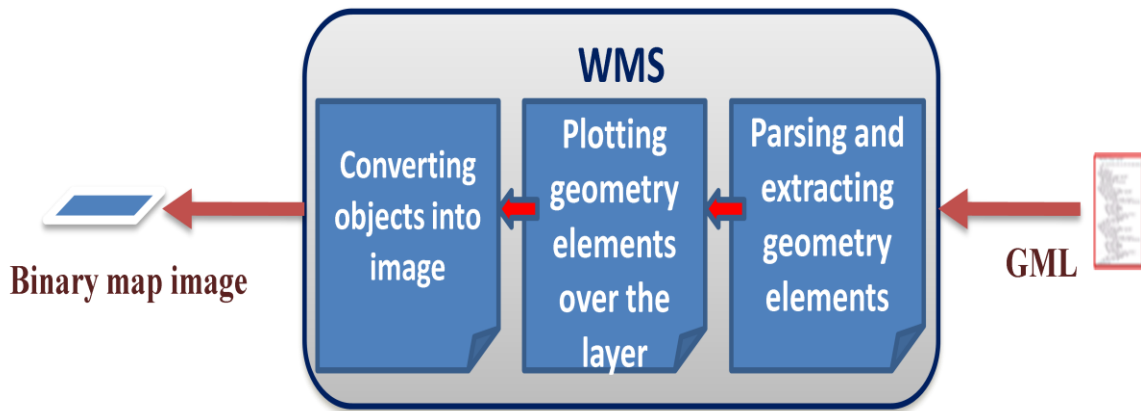 WMS
Converting
objects into
image
Plotting
geometry
elements
over the
layer
Parsing and
extracting
geometry
elements
Binary map image
GML